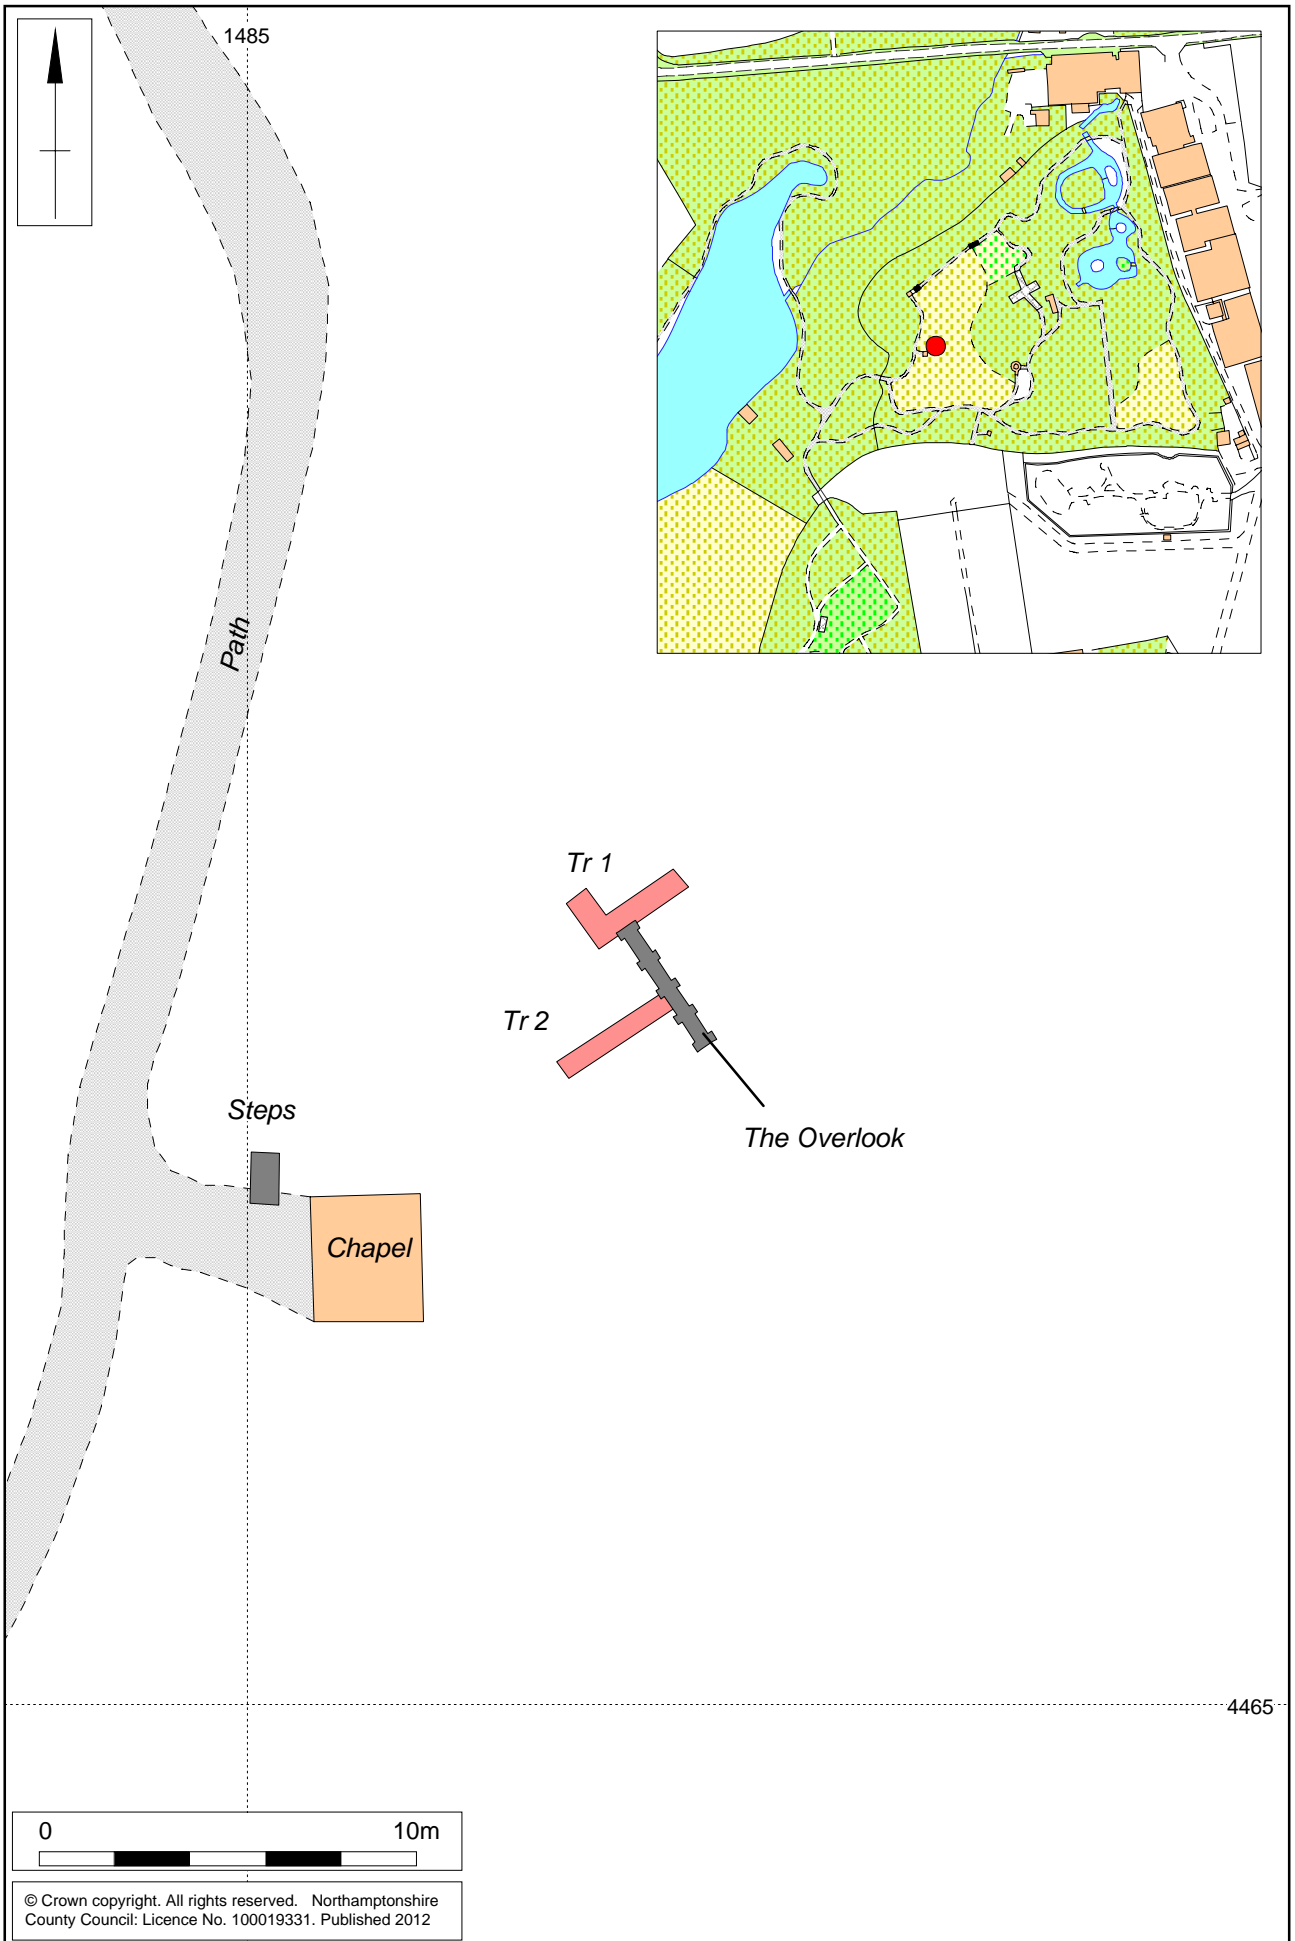 1485
Path
Tr 1
Tr 2
The Overlook
Steps
Chapel
4465
0 10m
© Crown copyright. All rights reserved. Northamptonshire
County Council: Licence No. 100019331. Published 2012